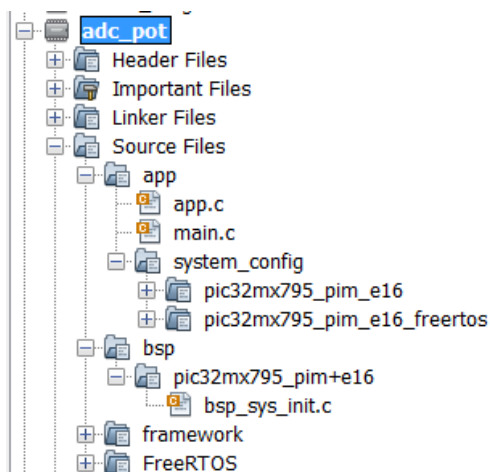 adc_pot
Header Files
Important Files
Linker Files
Source Files
app
app.c
main.c
system_config
pic32mx795_pim_e16
pic32mx795_pim_e16_freertos
bsp
pic32mx795_pim+e16
bsp_sys_init.c
framework
FreeRTOS